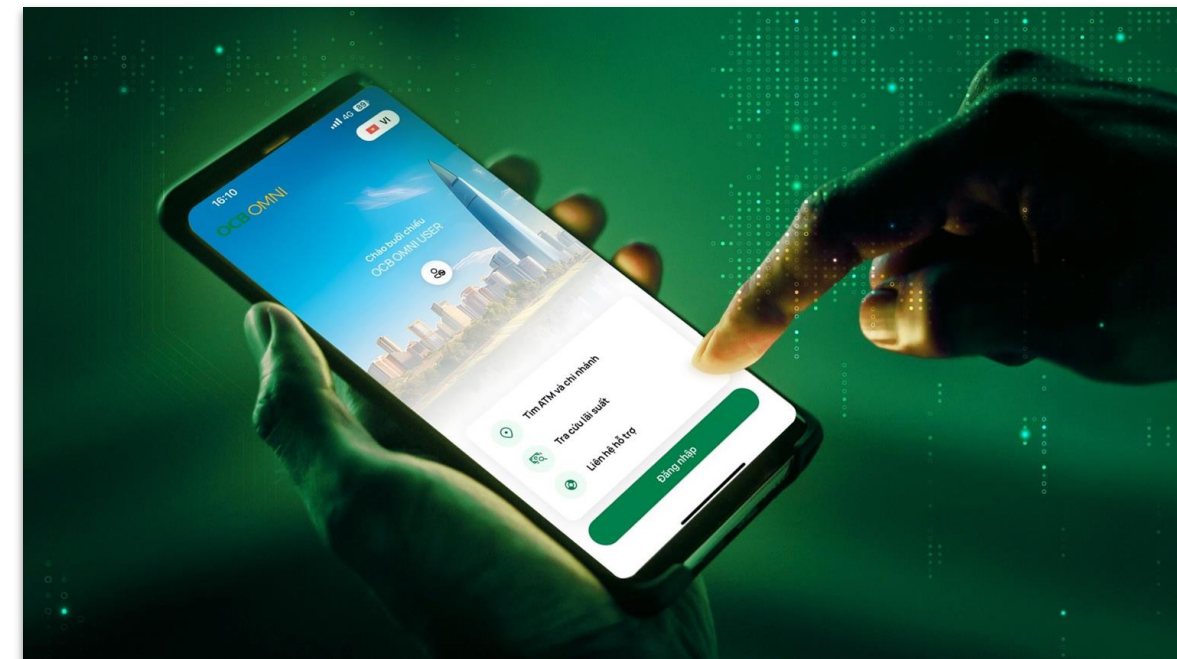 16:10
4G 89
VI
OCB OMNI
Chào buổi chiều
OCB OMNI USER
Tìm ATM và chi nhánh
Tra cứu lãi suất
Liên hệ hỗ trợ
Đăng nhập